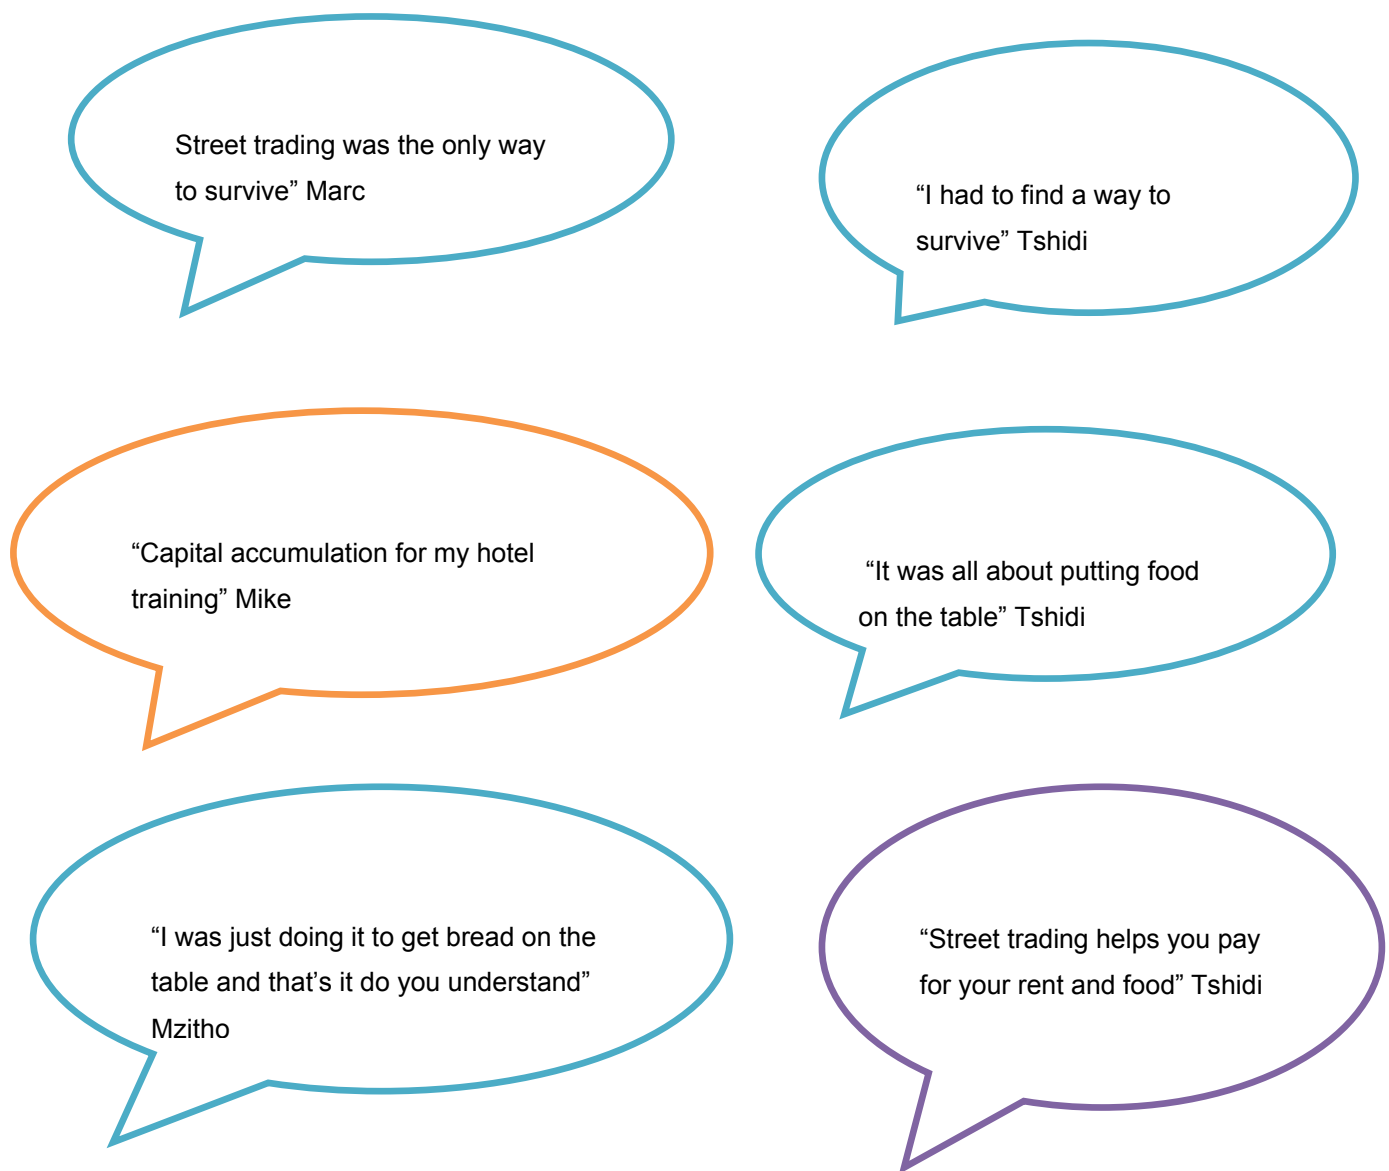 Street trading was the only way
to survive” Marc
“I had to find a way to
survive” Tshidi
“Capital accumulation for my hotel
training” Mike
“It was all about putting food
on the table” Tshidi
“I was just doing it to get bread on the
table and that’s it do you understand”
Mzitho
“Street trading helps you pay
for your rent and food” Tshidi